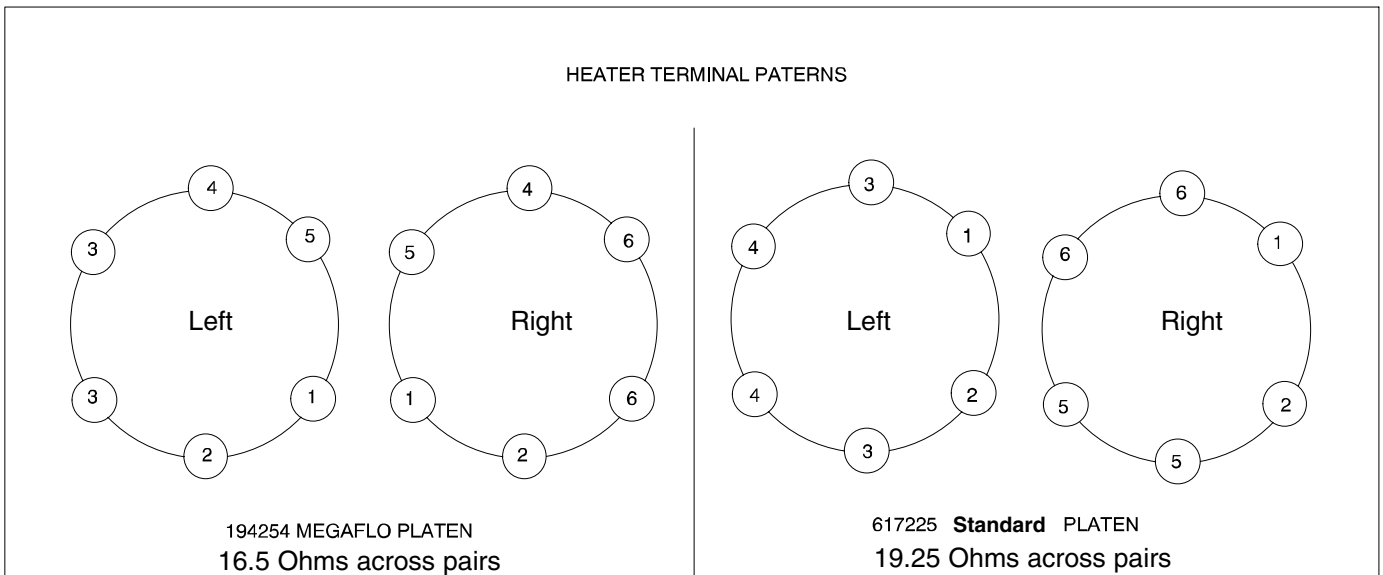 HEATER TERMINAL PATERNS
4
3
5
Left
3
1
2
194254 MEGAFLO PLATEN
16.5 Ohms across pairs
4
5
6
Right
1
6
2
3
4
1
Left
4
2
3
6
6
1
Right
5
2
5
617225 Standard PLATEN
19.25 Ohms across pairs